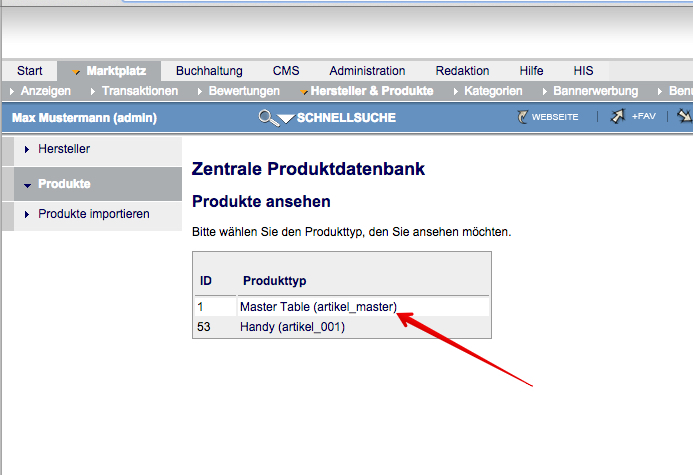 Start Marktplatz Buchhaltung CMS Administration Redaktion Hilfe HIS
Anzeigen Transaktionen Bewertungen Hersteller & Produkte Kategorien Bannerwerbung Ben
Max Mustermann (admin) SCHNELLSUCHE WEBSEITE +FAV
Hersteller
Produkte
Produkte importieren
Zentrale Produktdatenbank
Produkte ansehen
Bitte wählen Sie den Produkttyp, den Sie ansehen möchten.
ID Produkttyp
1 Master Table (artikel_master)
53 Handy (artikel_001)